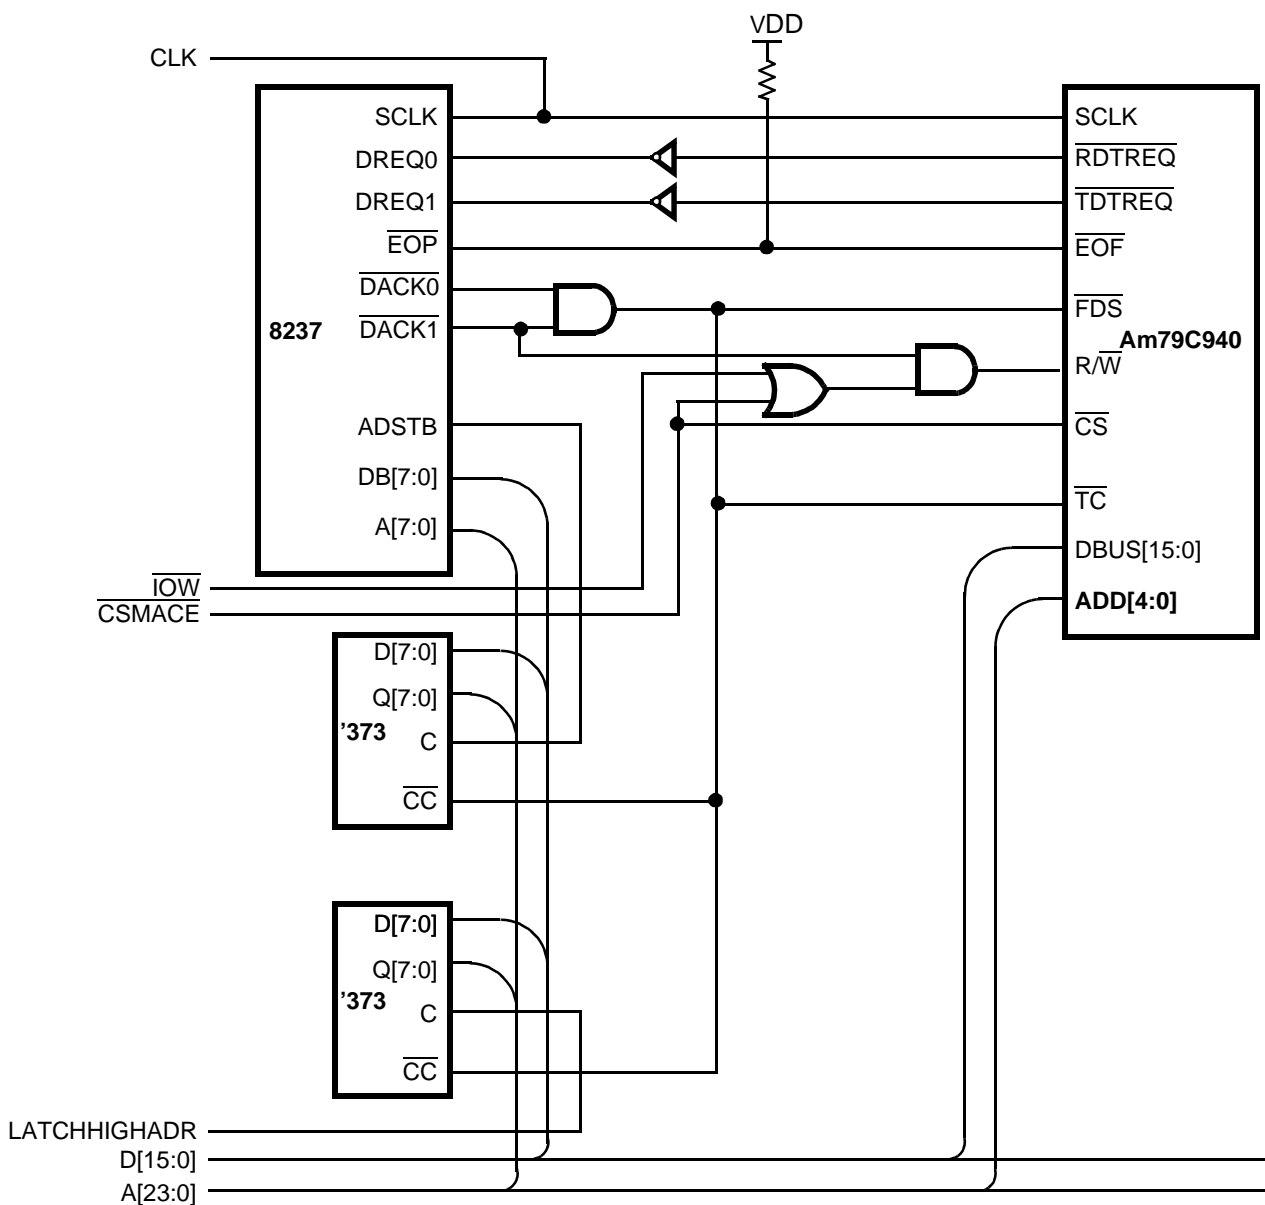 VDD
CLK
SCLK
DREQ0
DREQ1
EOP
DACK0
8237
DACK1
ADSTB
DB[7:0]
A[7:0]
SCLK
RDTREQ
TDTREQ
EOF
FDS
Am79C940
R/W
CS
TC
DBUS[15:0]
ADD[4:0]
IOW
CSMACE
D[7:0]
Q[7:0]
’373
C
CC
D[7:0]
Q[7:0]
’373
C
CC
LATCHHIGHADR
D[15:0]
A[23:0]